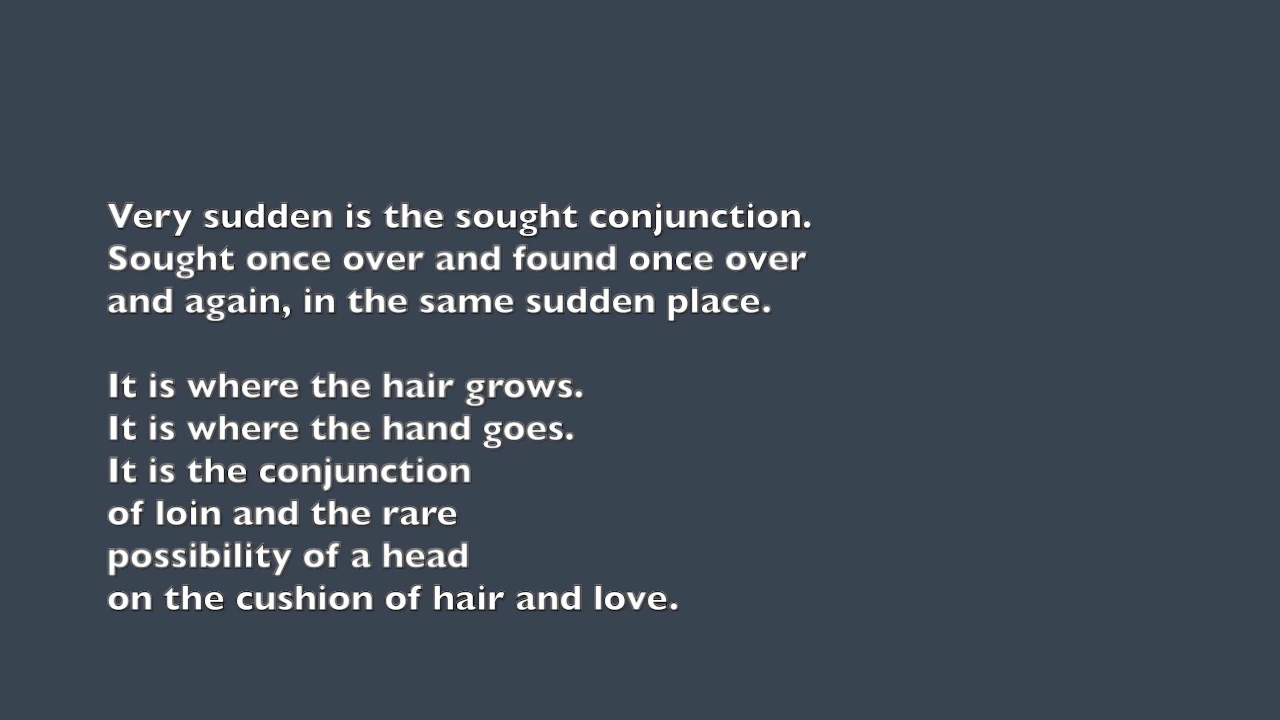 Very sudden is the sought conjunction.
Sought once over and found once over
and again, in the same sudden place.
It is where the hair grows.
It is where the hand goes.
It is the conjunction
of loin and the rare
possibility of a head
on the cushion of hair and love.